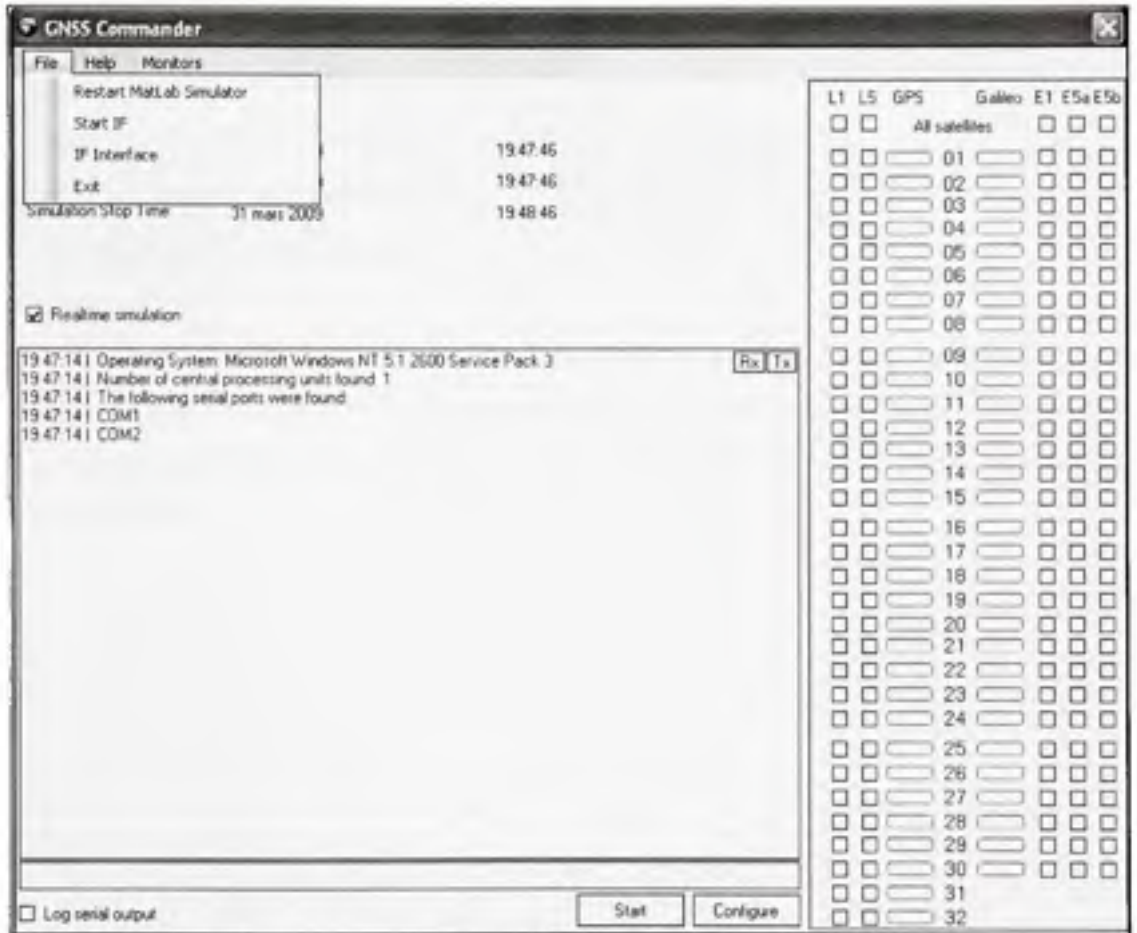 GNSS Commander
File Help Monitors
Restart MatLab Simulator
Start IF
IF Interface
Exit
19:47:46
19:47:46
Simulation Stop Time 31 mars 2009 19:48:46
Realtime simulation
19:47:14 | Operating System: Microsoft Windows NT 5.1.2600 Service Pack 3
19:47:14 | Number of central processing units found: 1
19:47:14 | The following serial ports were found:
19:47:14 | COM1
19:47:14 | COM2
Rx Tx
Log serial output
Start Configure
L1 L5 GPS Galileo E1 E5a E5b
All satellites
01
02
03
04
05
06
07
08
09
10
11
12
13
14
15
16
17
18
19
20
21
22
23
24
25
26
27
28
29
30
31
32